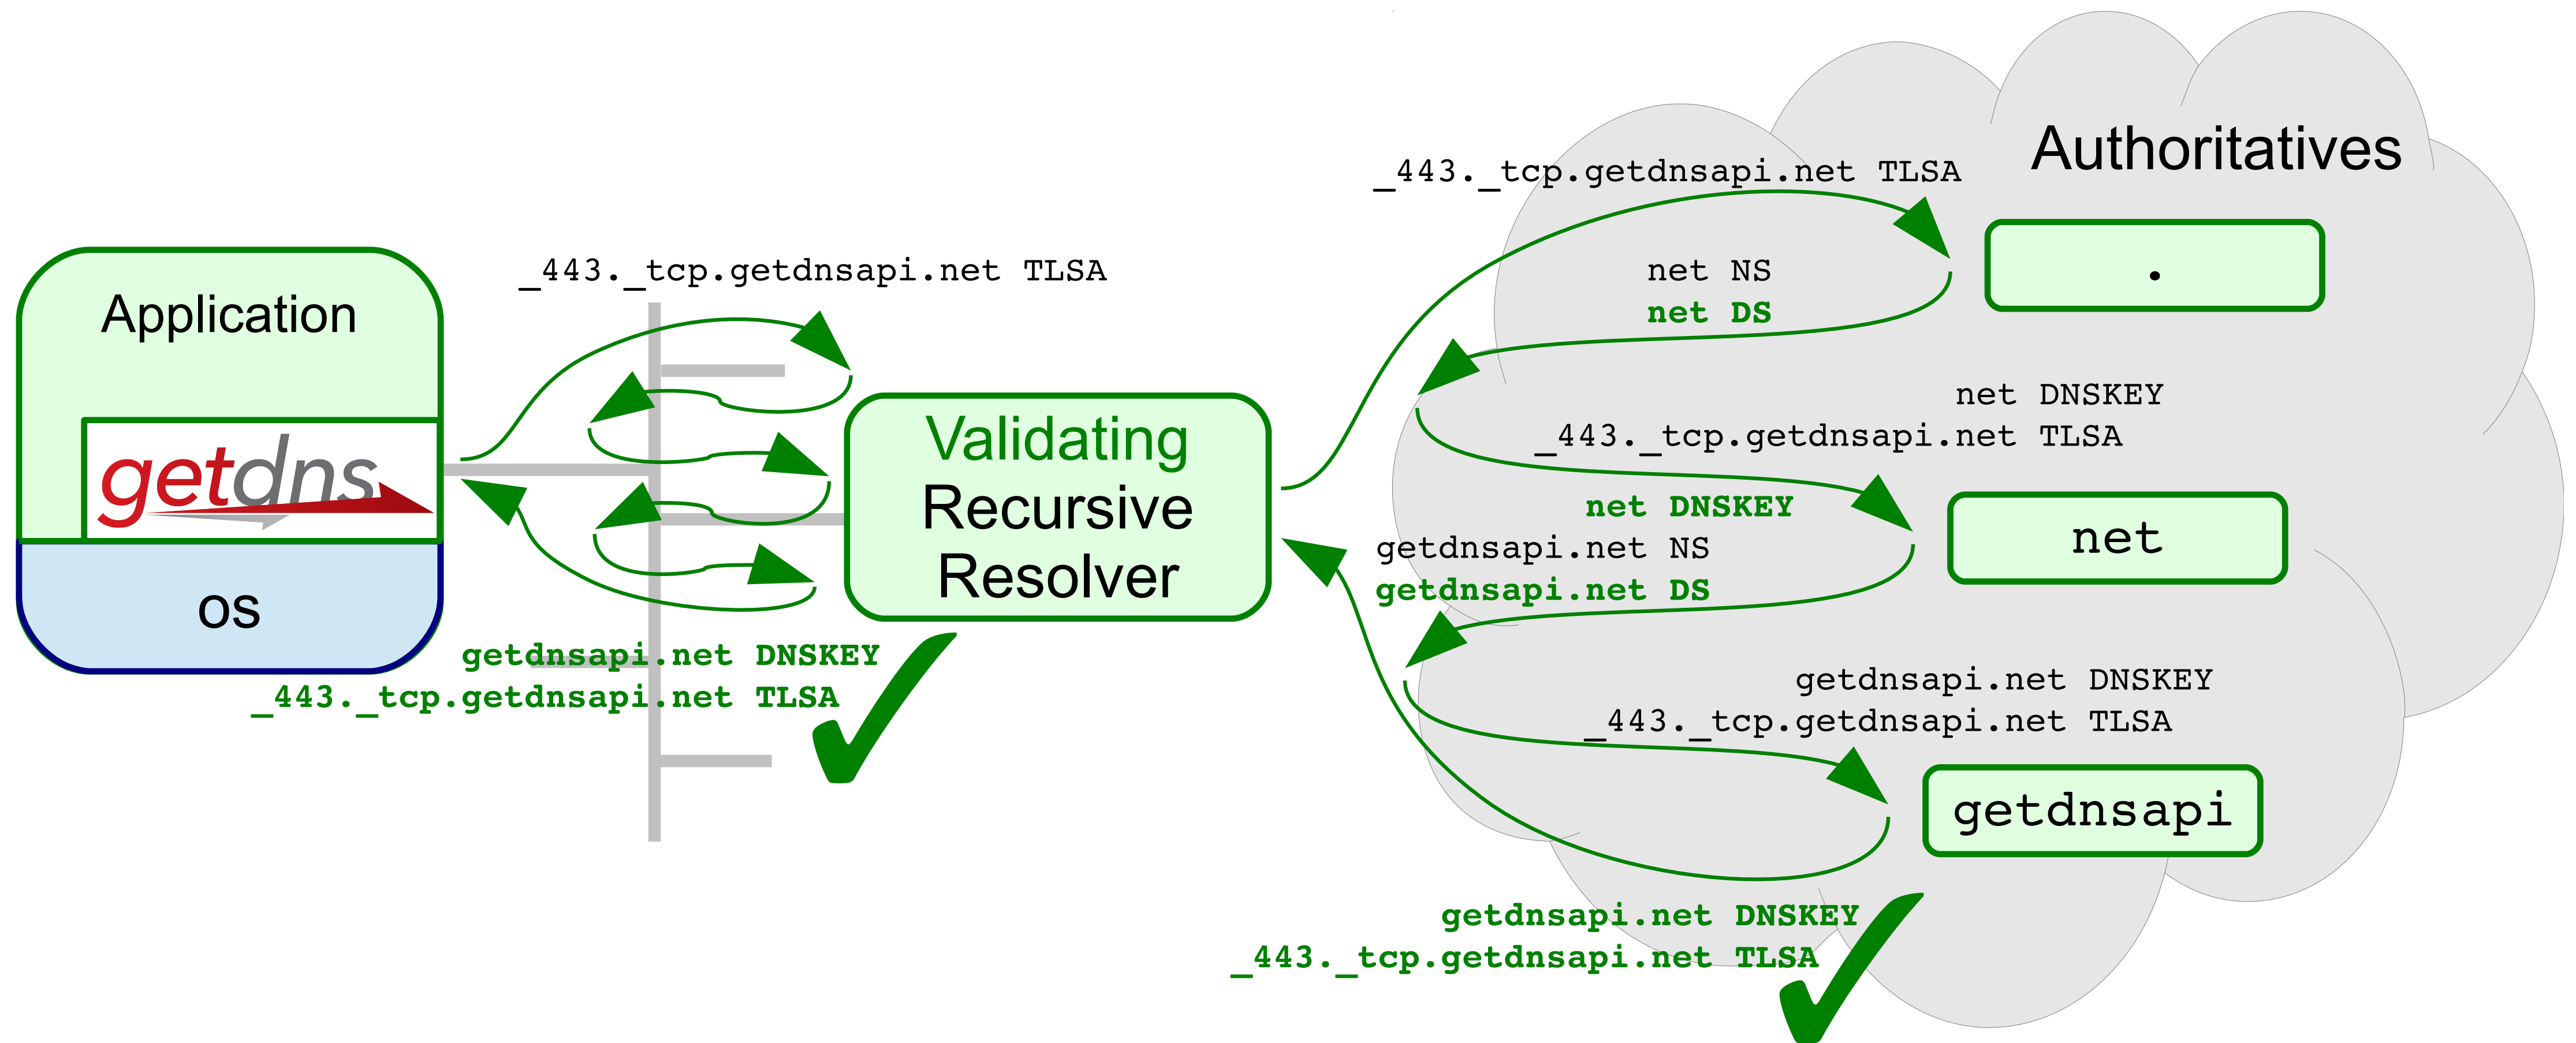 Application
getdns
os
_443._tcp.getdnsapi.net TLSA
getdnsapi.net DNSKEY
_443._tcp.getdnsapi.net TLSA
Validating
Recursive
Resolver
Authoritatives
_443._tcp.getdnsapi.net TLSA
.
net NS
net DS
net DNSKEY
_443._tcp.getdnsapi.net TLSA
net
net DNSKEY
getdnsapi.net NS
getdnsapi.net DS
getdnsapi.net DNSKEY
_443._tcp.getdnsapi.net TLSA
getdnsapi
getdnsapi.net DNSKEY
_443._tcp.getdnsapi.net TLSA